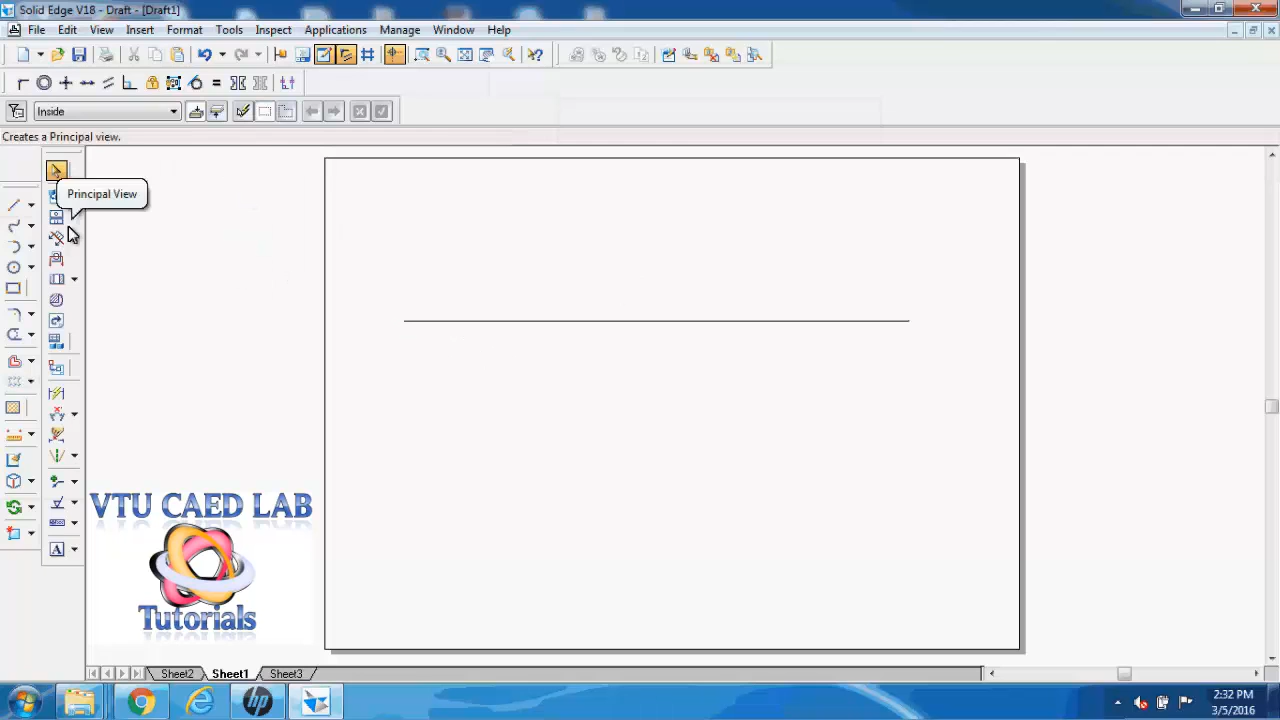 Solid Edge V18 - Draft - [Draft1]
File Edit View Insert Format Tools Inspect Applications Manage Window Help
Inside
Creates a Principal view.
Principal View
A
VTU CAED LAB
Tutorials
Sheet2 Sheet1 Sheet3
hp
2:32 PM
3/5/2016